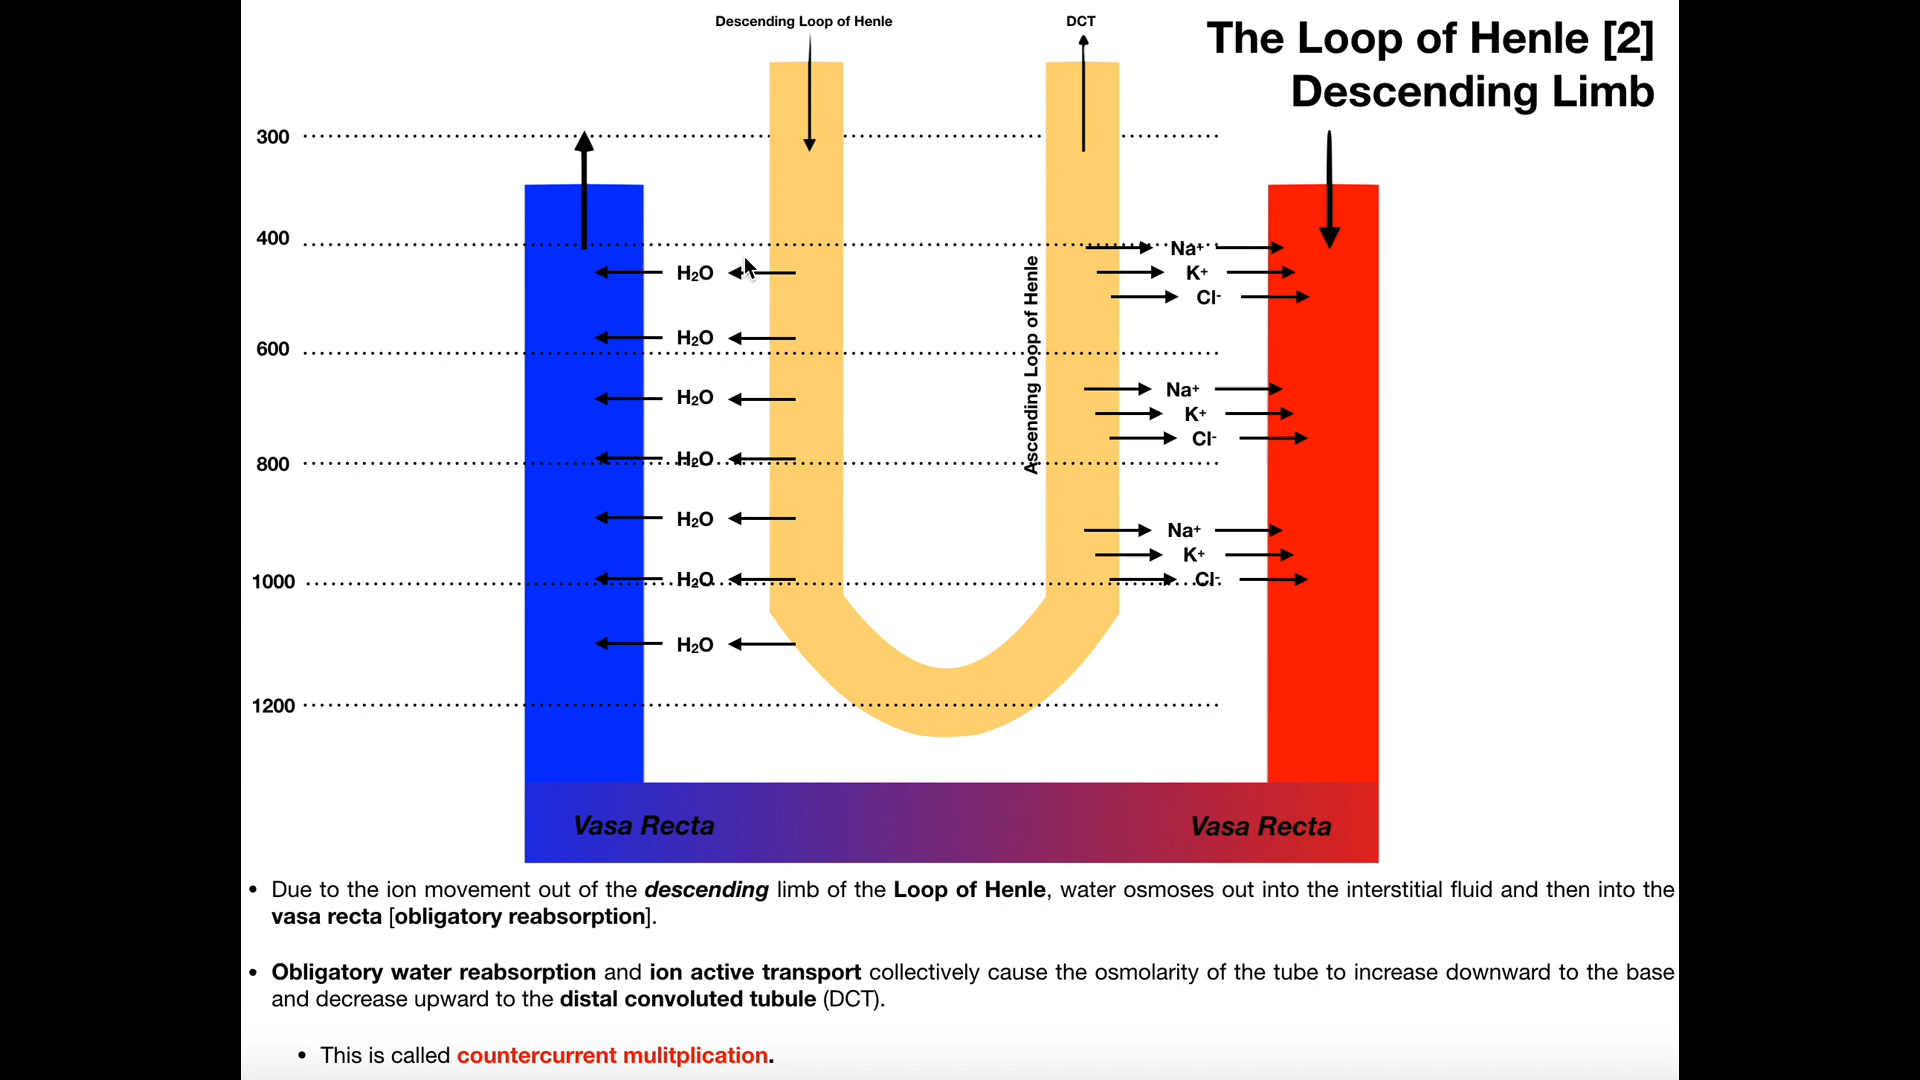 Descending Loop of Henle
DCT
The Loop of Henle [2]
Descending Limb
300
400
600
800
1000
1200
H₂O
H₂O
H₂O
H₂O
H₂O
H₂O
H₂O
Ascending Loop of Henle
Na⁺
K⁺
Cl⁻
Na⁺
K⁺
Cl⁻
Na⁺
K⁺
Cl⁻
Vasa Recta
Vasa Recta
• Due to the ion movement out of the descending limb of the Loop of Henle, water osmoses out into the interstitial fluid and then into the
vasa recta [obligatory reabsorption].
• Obligatory water reabsorption and ion active transport collectively cause the osmolarity of the tube to increase downward to the base
and decrease upward to the distal convoluted tubule (DCT).
• This is called countercurrent mulitplication.